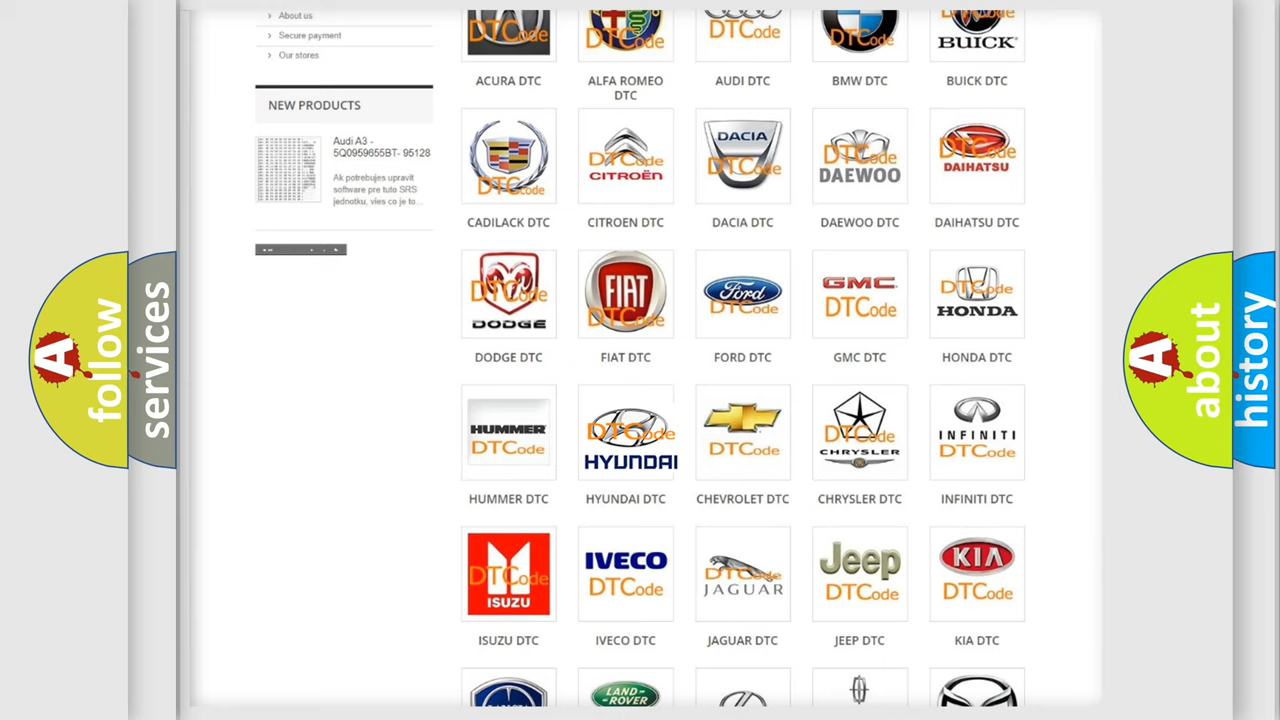 About us
Secure payment
Our stores
NEW PRODUCTS
Audi A3 -
5Q0959655BT- 95128
Ak potrebujes upravit
software pre tuto SRS
jednotku, vies co je to...
DTCode
DTCode
DTCode
DTCode
BUICK
ACURA DTC
ALFA ROMEO
DTC
AUDI DTC
BMW DTC
BUICK DTC
DTCode
DTCode
CITROËN
DACIA
DTCode
DTCode
DAEWOO
DTCode
DAIHATSU
CADILACK DTC
CITROEN DTC
DACIA DTC
DAEWOO DTC
DAIHATSU DTC
DTCode
DODGE
FIAT
DTCode
Ford
DTCode
GMC
DTCode
DTCode
HONDA
DODGE DTC
FIAT DTC
FORD DTC
GMC DTC
HONDA DTC
HUMMER
DTCode
DTCode
HYUNDAI
DTCode
DTCode
CHRYSLER
INFINITI
DTCode
HUMMER DTC
HYUNDAI DTC
CHEVROLET DTC
CHRYSLER DTC
INFINITI DTC
DTCode
ISUZU
IVECO
DTCode
DTCode
JAGUAR
Jeep
DTCode
KIA
DTCode
ISUZU DTC
IVECO DTC
JAGUAR DTC
JEEP DTC
KIA DTC
LAND-
ROVER
A follow
services
A about
history